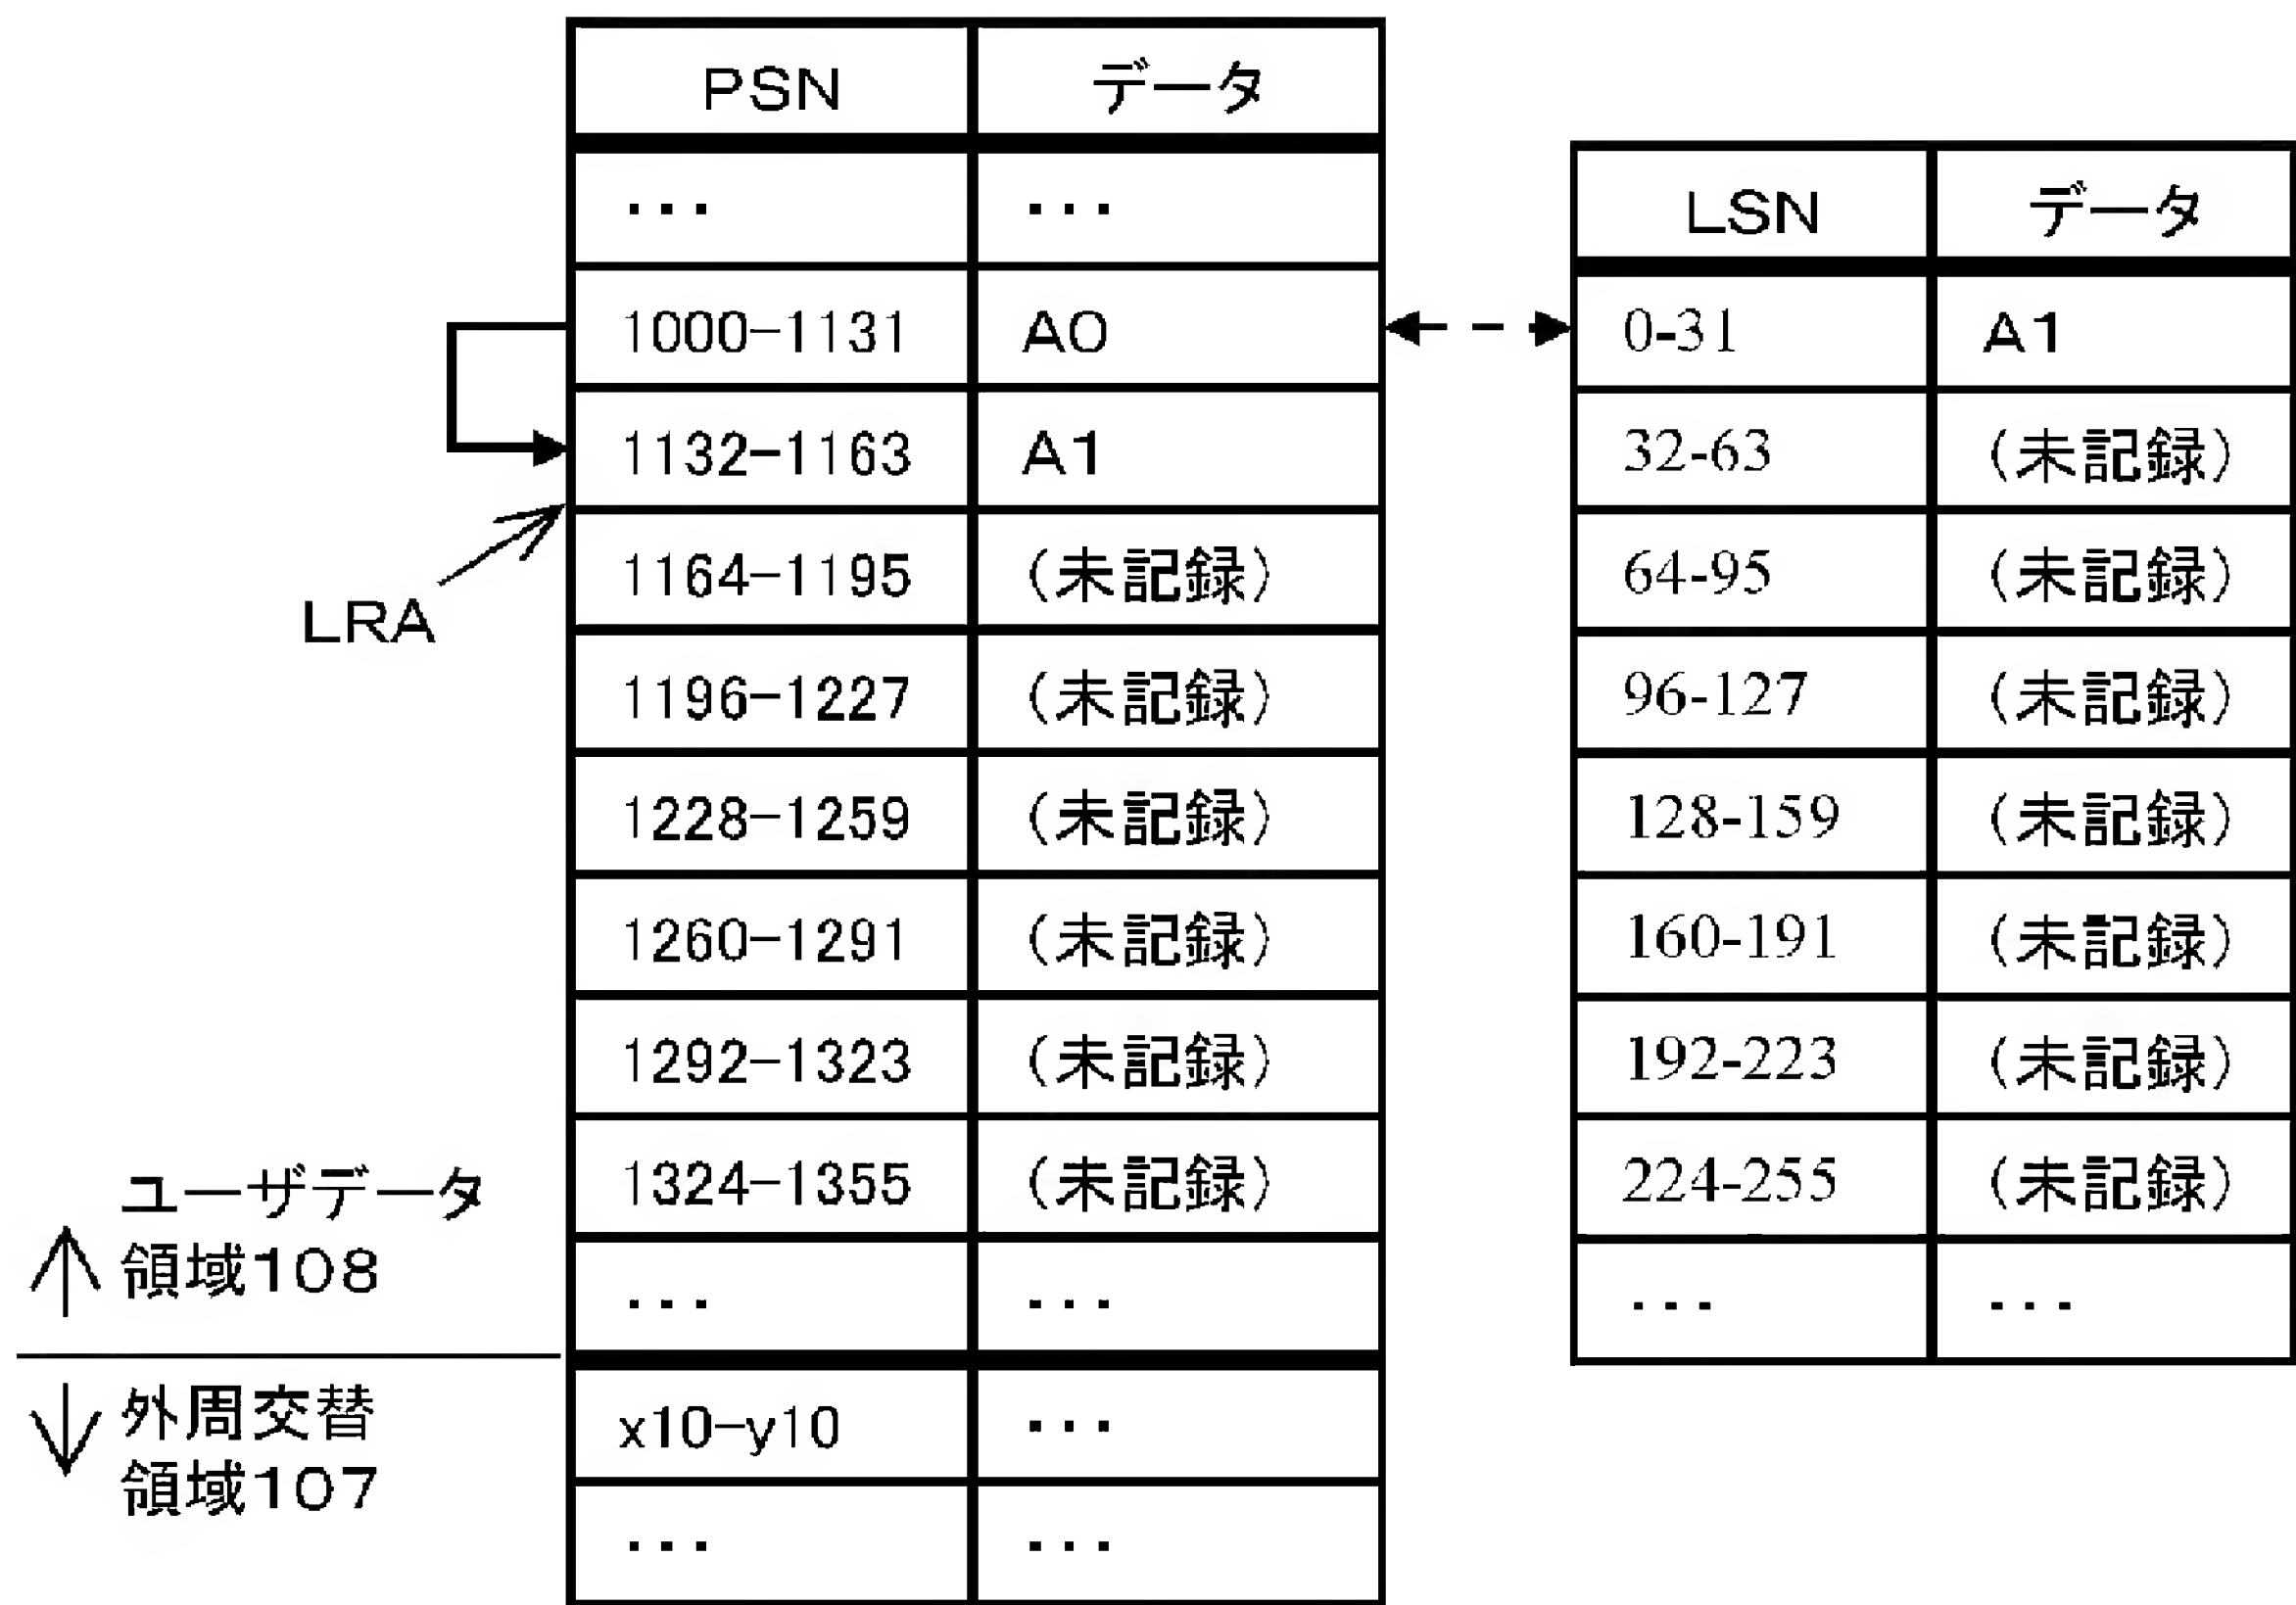 PSN データ
・・・ ・・・
1000-1131 A0
1132-1163 A1
1164-1195 (未記録)
1196-1227 (未記録)
1228-1259 (未記録)
1260-1291 (未記録)
1292-1323 (未記録)
1324-1355 (未記録)
・・・ ・・・
x10-y10 ・・・
・・・ ・・・
LRA
ユーザデータ
領域108
外周交替
領域107
LSN データ
0-31 A1
32-63 (未記録)
64-95 (未記録)
96-127 (未記録)
128-159 (未記録)
160-191 (未記録)
192-223 (未記録)
224-255 (未記録)
・・・ ・・・